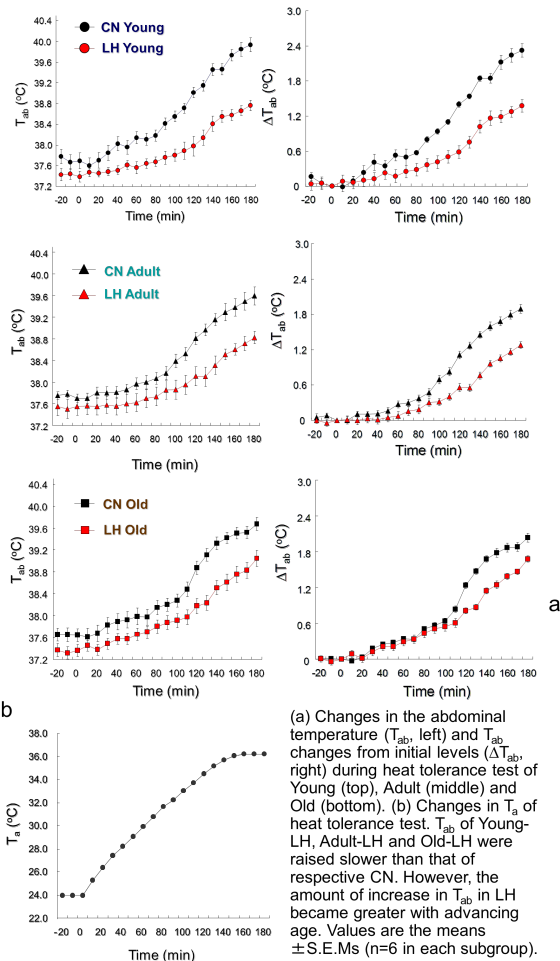 CN Young
LH Young
Tab (oC)
40.4
39.6
38.8
38.0
37.2
-20 0 20 40 60 80 100 120 140 160 180
Time (min)
ΔTab (oC)
3.0
2.4
1.8
1.2
0.6
0
-20 0 20 40 60 80 100 120 140 160 180
Time (min)
CN Adult
LH Adult
Tab (oC)
40.4
40.0
39.6
38.8
38.0
37.6
37.2
-20 0 20 40 60 80 100 120 140 160 180
Time (min)
ΔTab (oC)
3.0
2.4
1.8
1.2
0.6
0
-20 0 20 40 60 80 100 120 140 160 180
Time (min)
CN Old
LH Old
Tab (oC)
40.4
40.0
39.6
38.8
38.4
38.0
37.6
37.2
-20 0 20 40 60 80 100 120 140 160 180
Time (min)
ΔTab (oC)
3.0
2.4
1.8
1.2
0.6
0
-20 0 20 40 60 80 100 120 140 160 180
Time (min)
a
b
Ta (oC)
38.0
36.0
34.0
32.0
30.0
28.0
26.0
24.0
22.0
-20 0 20 40 60 80 100 120 140 160 180
Time (min)
(a) Changes in the abdominal
temperature (Tab, left) and Tab
changes from initial levels (ΔTab,
right) during heat tolerance test of
Young (top), Adult (middle) and
Old (bottom). (b) Changes in Ta of
heat tolerance test. Tab of Young-
LH, Adult-LH and Old-LH were
raised slower than that of
respective CN. However, the
amount of increase in Tab in LH
became greater with advancing
age. Values are the means
±S.E.Ms (n=6 in each subgroup).